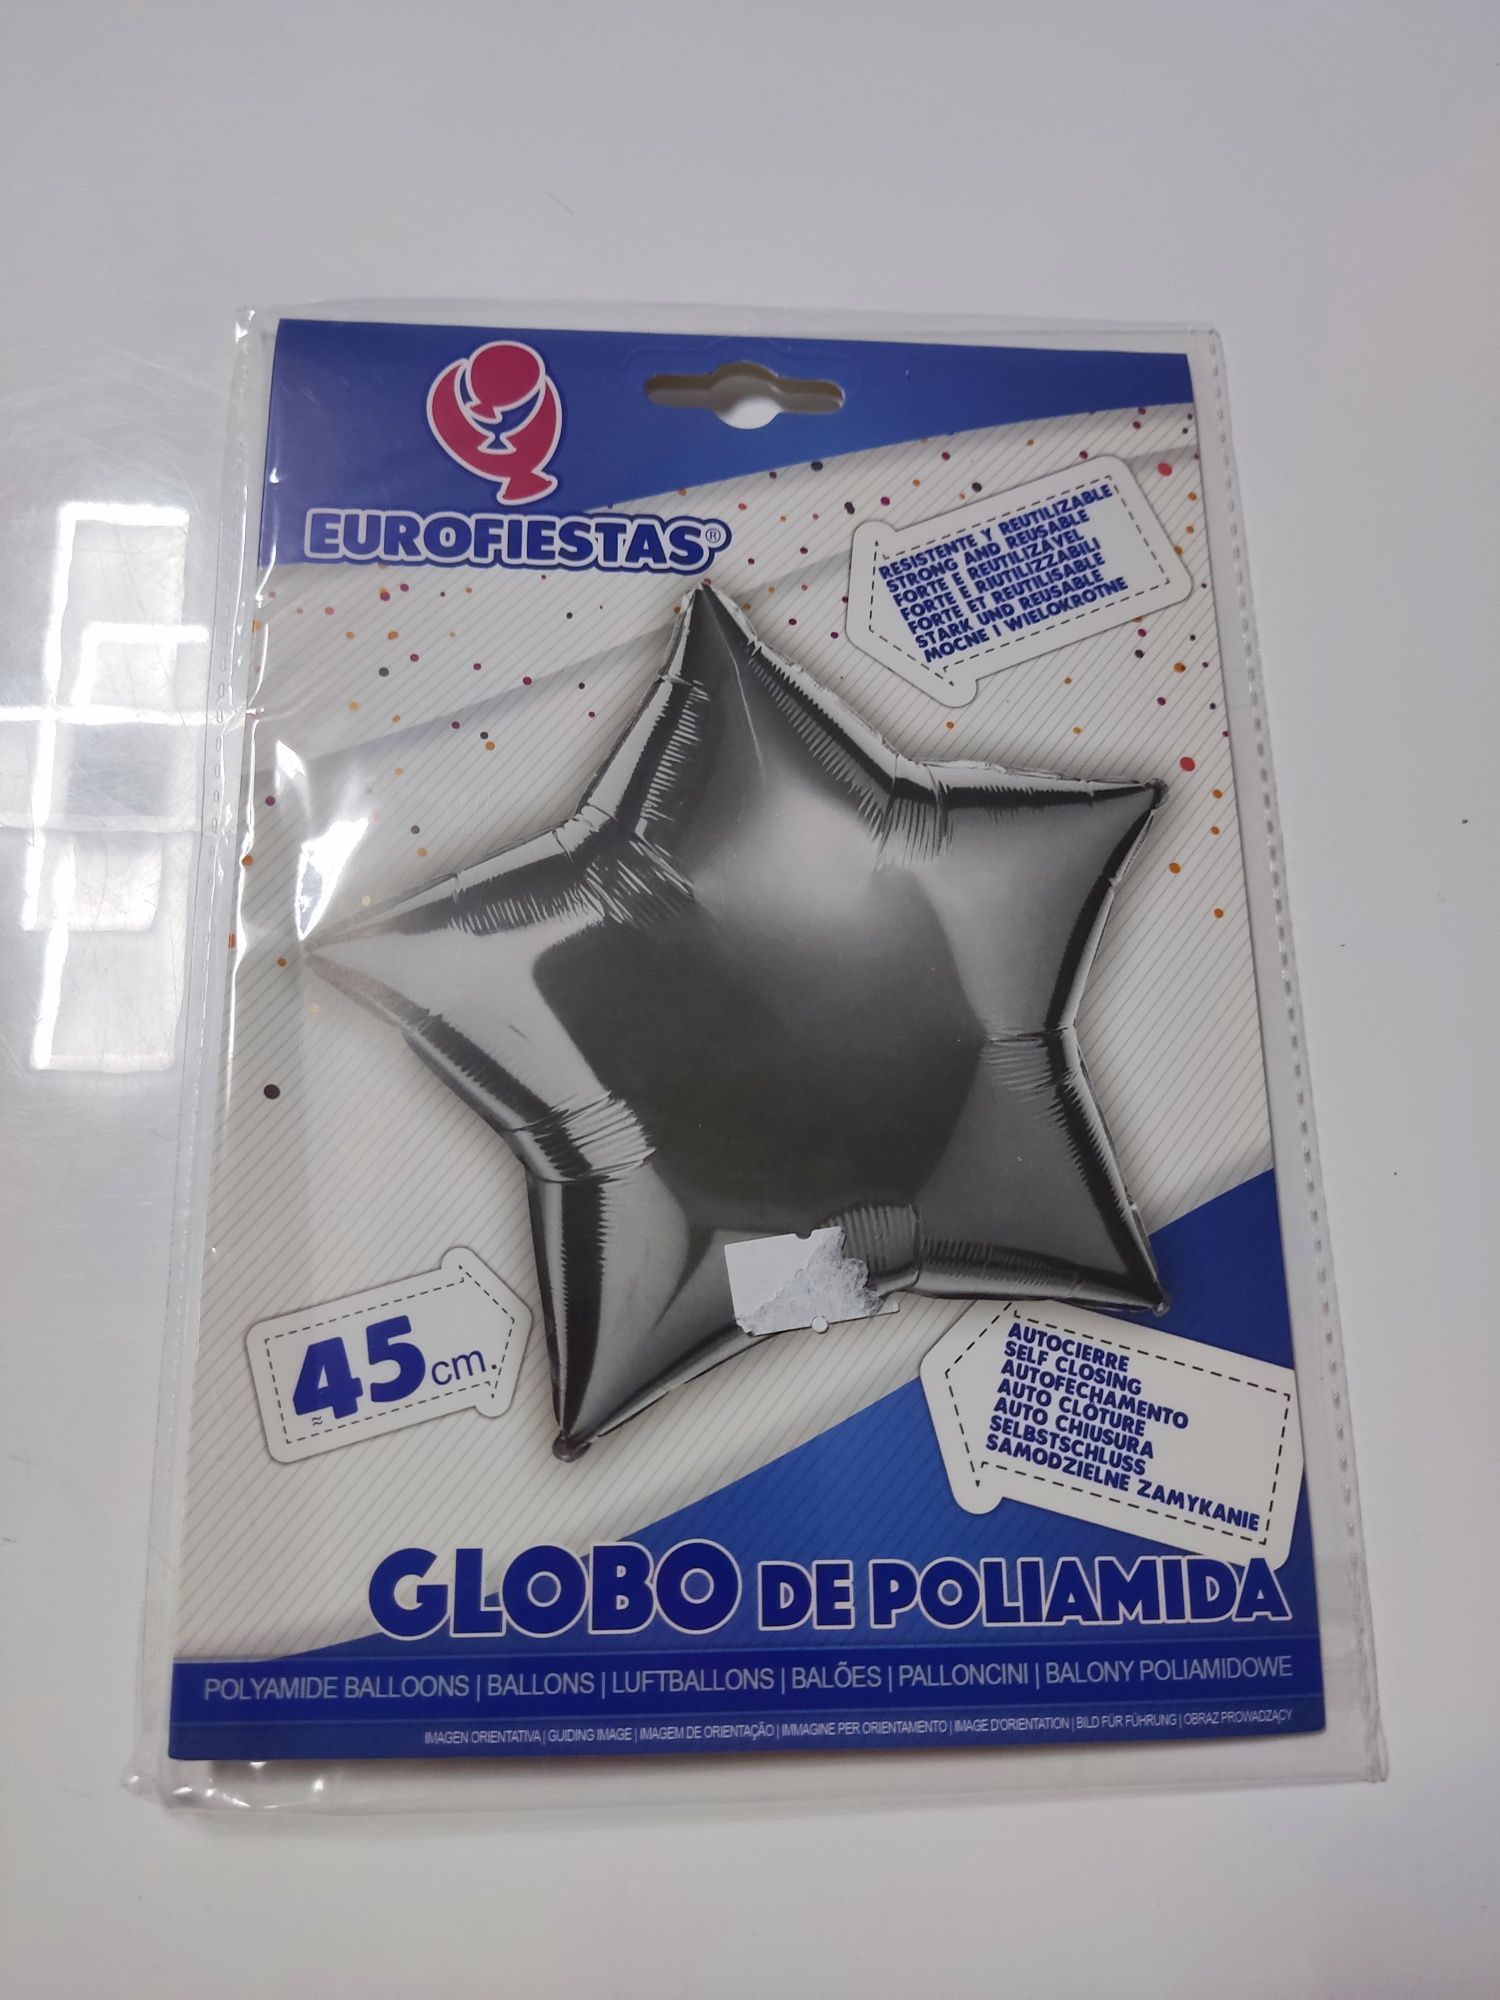 EUROFIESTAS®
RESISTENTE Y REUTILIZABLE
STRONG AND REUSABLE
FORTE E REUTILIZÁVEL
FORTE E RIUTILIZZABILI
FORTE ET REUTILISABLE
STARK UND REUSABLE
MOCNE I WIELOKROTNE
≈45cm.
AUTOCIERRE
SELF CLOSING
AUTOFECHAMENTO
AUTO CLÔTURE
AUTO CHIUSURA
SELBSTSCHLUSS
SAMODZIELNE ZAMYKANIE
GLOBO DE POLIAMIDA
POLYAMIDE BALLOONS | BALLONS | LUFTBALLONS | BALÕES | PALLONCINI | BALONY POLIAMIDOWE
IMAGEN ORIENTATIVA | GUIDING IMAGE | IMAGEM DE ORIENTAÇÃO | IMMAGINE PER ORIENTAMENTO | IMAGE D'ORIENTATION | BILD FÜR FÜHRUNG | OBRAZ PROWADZĄCY